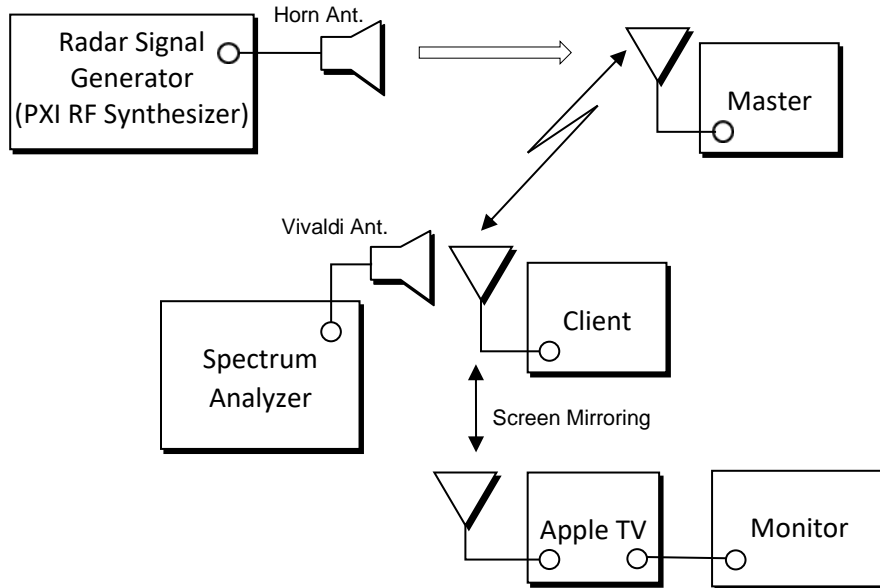 Horn Ant.
Radar Signal
Generator
(PXI RF Synthesizer)
Master
Vivaldi Ant.
Client
Spectrum
Analyzer
Screen Mirroring
Apple TV
Monitor